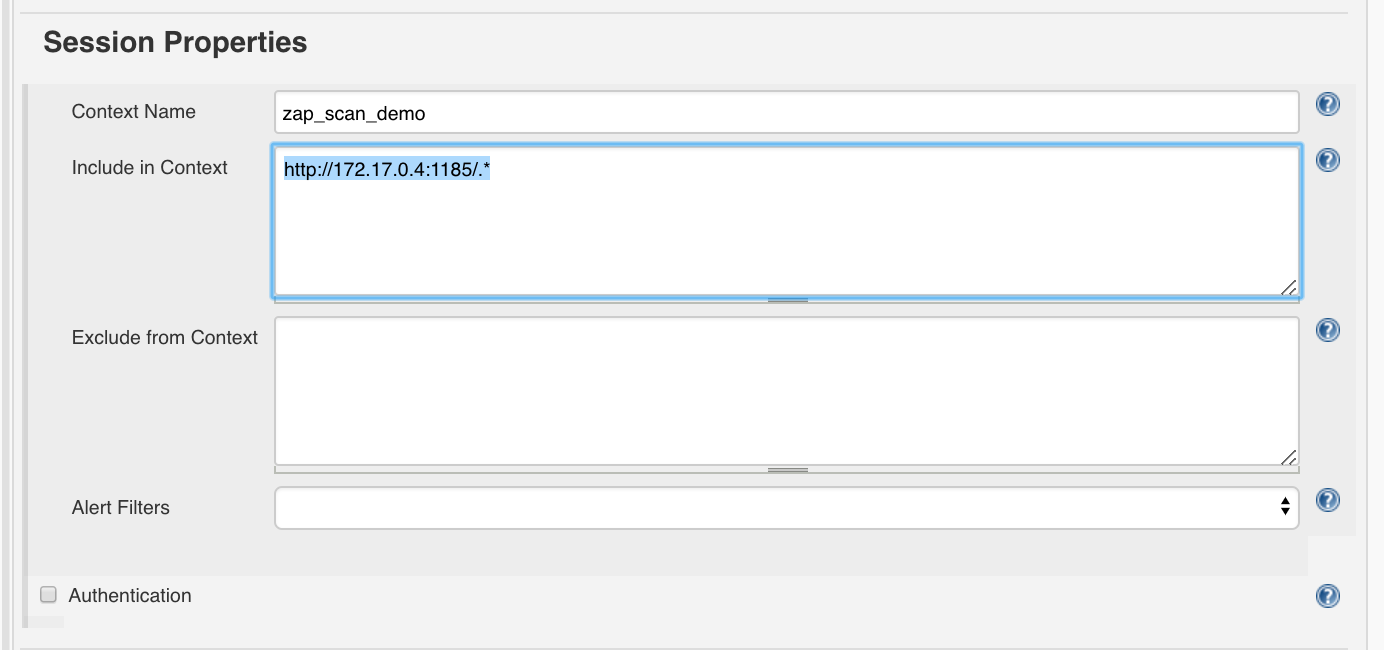 Session Properties
Context Name
zap_scan_demo
Include in Context
http://172.17.0.4:1185/.*
Exclude from Context
Alert Filters
Authentication